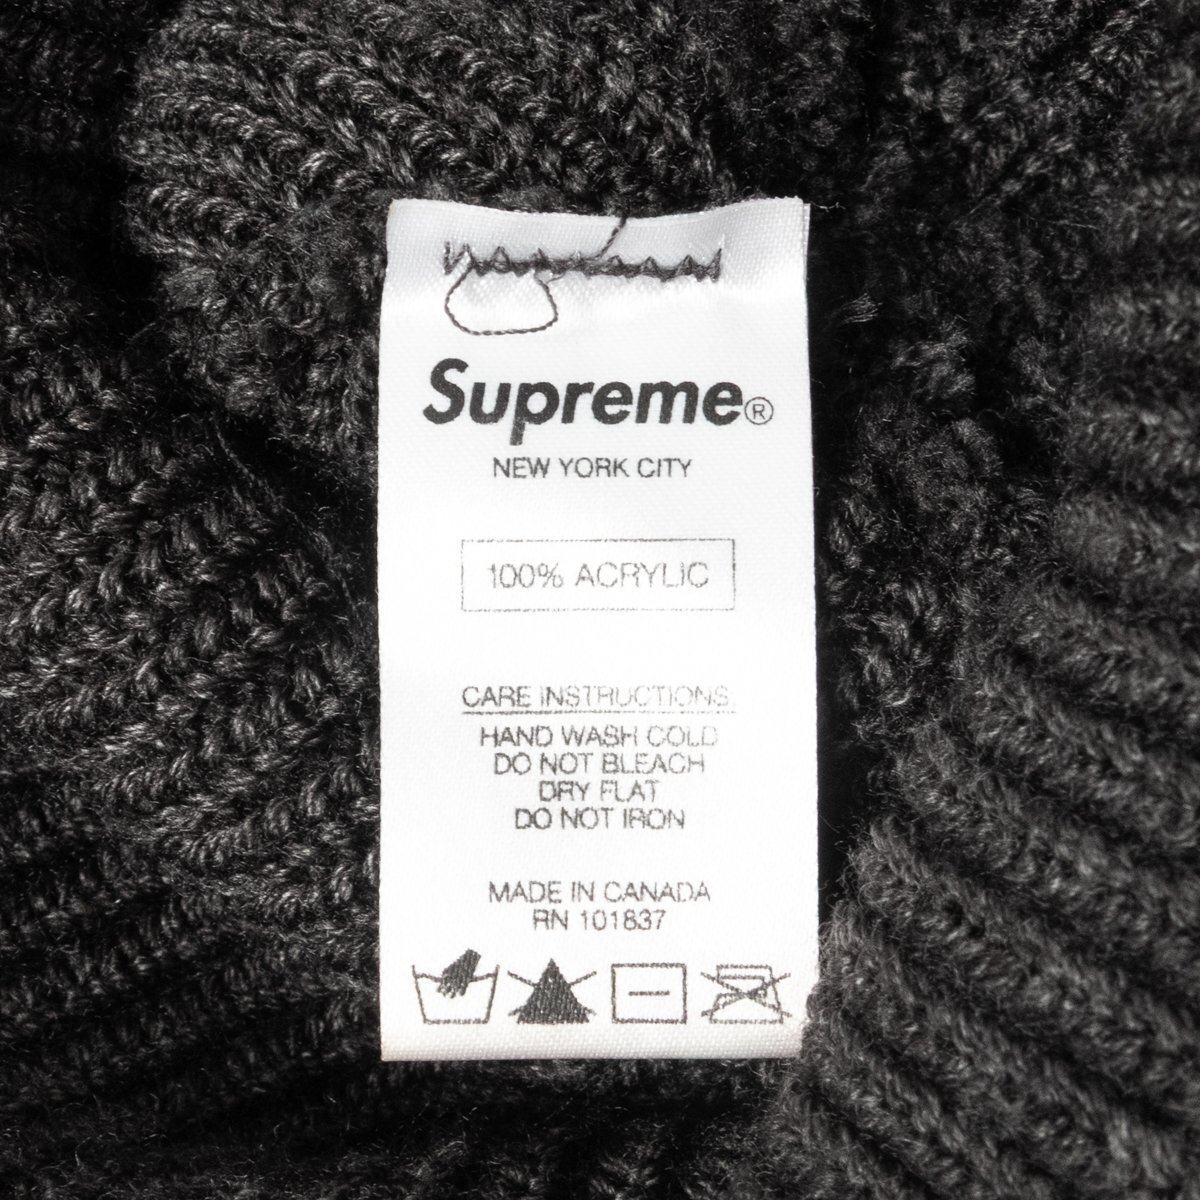 Supreme®
NEW YORK CITY
100% ACRYLIC
CARE INSTRUCTIONS:
HAND WASH COLD
DO NOT BLEACH
DRY FLAT
DO NOT IRON
MADE IN CANADA
RN 101837